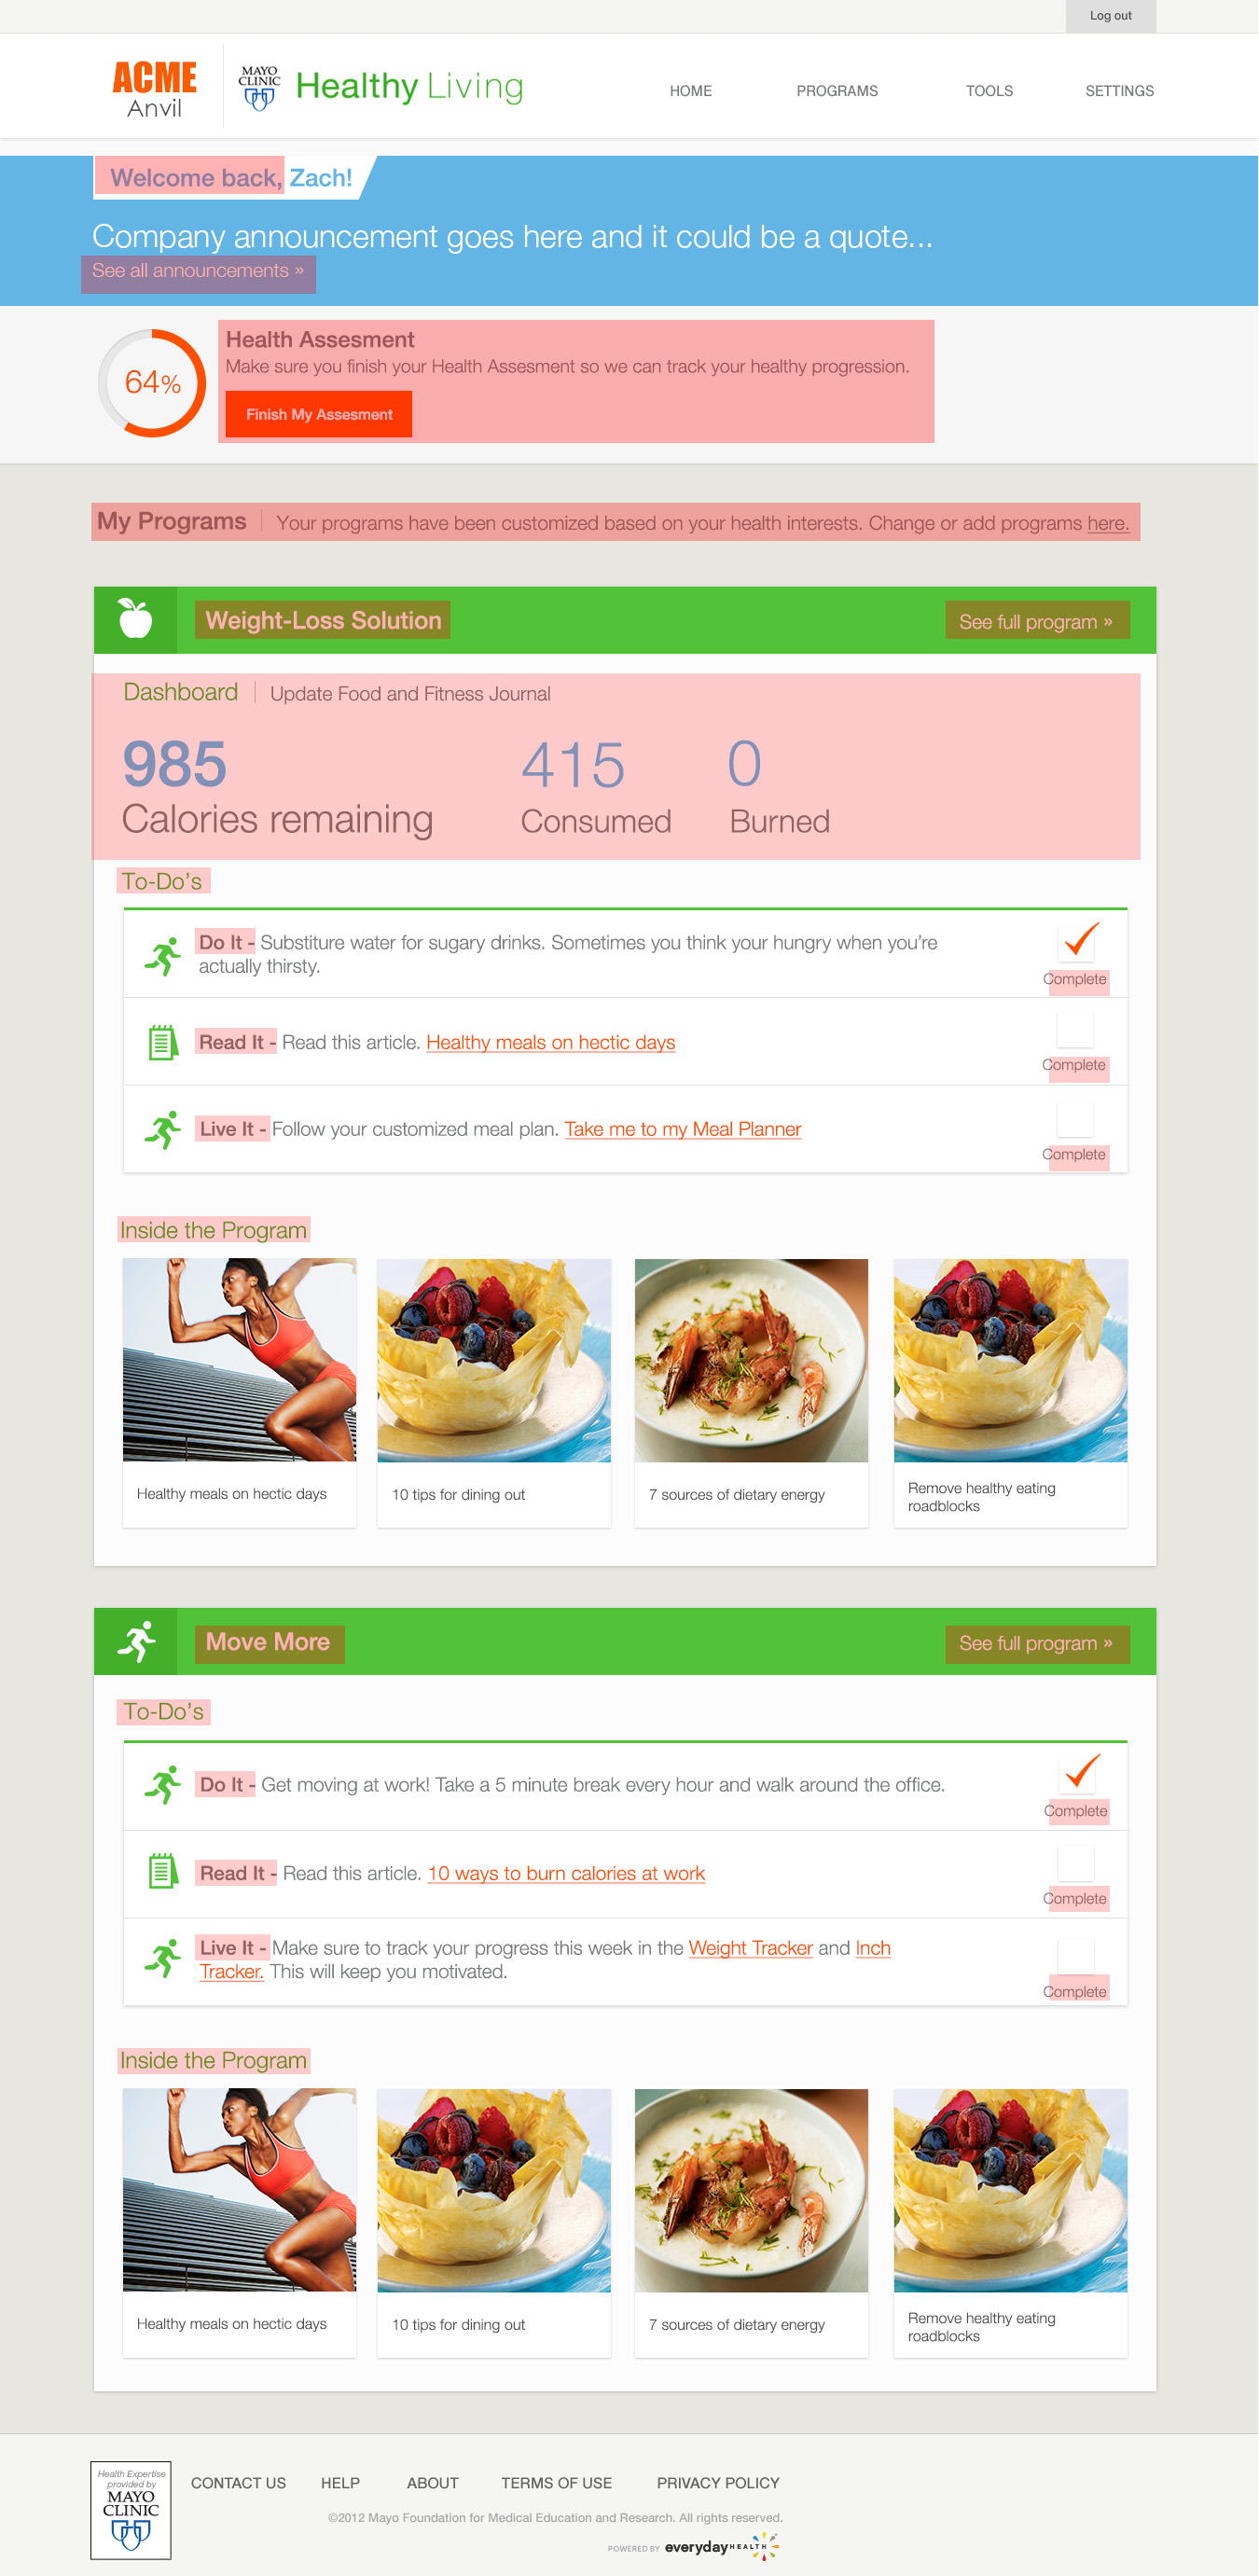 Log out
ACME
Anvil
MAYO
CLINIC
Healthy Living
HOME PROGRAMS TOOLS SETTINGS
Welcome back, Zach!
Company announcement goes here and it could be a quote...
See all announcements »
64%
Health Assesment
Make sure you finish your Health Assesment so we can track your healthy progression.
Finish My Assesment
My Programs Your programs have been customized based on your health interests. Change or add programs here.
Weight-Loss Solution See full program »
Dashboard Update Food and Fitness Journal
985 415 0
Calories remaining Consumed Burned
To-Do's
Do It - Substiture water for sugary drinks. Sometimes you think your hungry when you're
actually thirsty.
Complete
Read It - Read this article. Healthy meals on hectic days
Complete
Live It - Follow your customized meal plan. Take me to my Meal Planner
Complete
Inside the Program
Healthy meals on hectic days
10 tips for dining out
7 sources of dietary energy
Remove healthy eating
roadblocks
Move More See full program »
To-Do's
Do It - Get moving at work! Take a 5 minute break every hour and walk around the office.
Complete
Read It - Read this article. 10 ways to burn calories at work
Complete
Live It - Make sure to track your progress this week in the Weight Tracker and Inch
Tracker. This will keep you motivated.
Complete
Inside the Program
Healthy meals on hectic days
10 tips for dining out
7 sources of dietary energy
Remove healthy eating
roadblocks
Health Expertise
provided by
MAYO
CLINIC
CONTACT US HELP ABOUT TERMS OF USE PRIVACY POLICY
©2012 Mayo Foundation for Medical Education and Research. All rights reserved.
POWERED BY everydayHEALTH